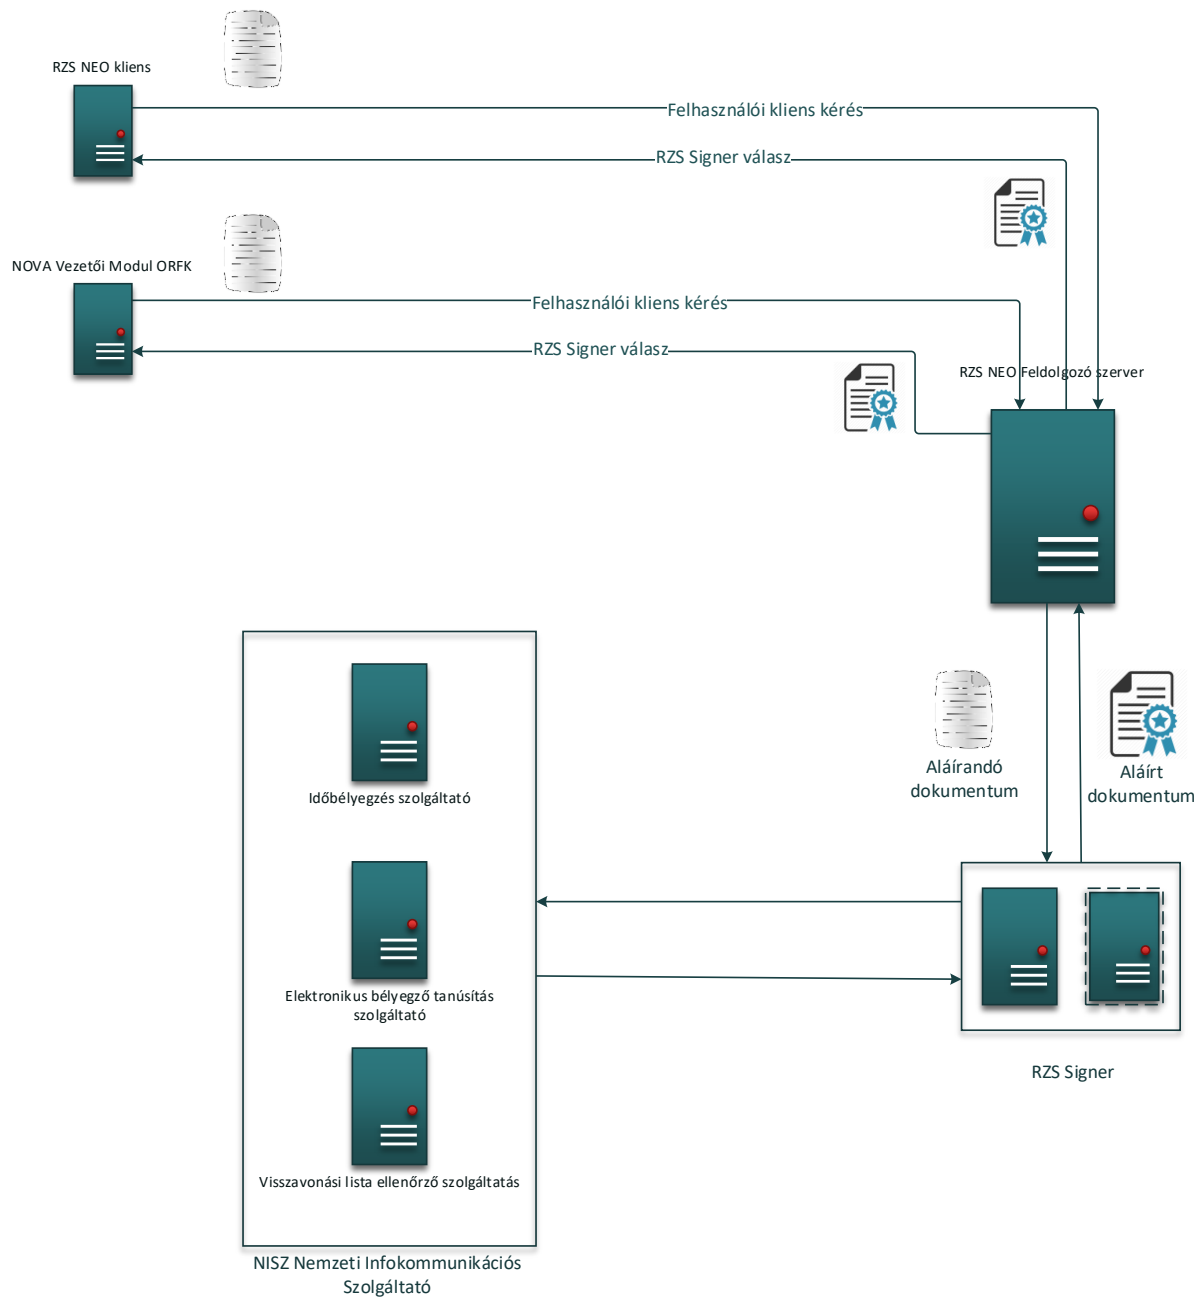 RZS NEO kliens
Felhasználói kliens kérés
RZS Signer válasz
NOVA Vezetői Modul ORFK
Felhasználói kliens kérés
RZS Signer válasz
RZS NEO Feldolgozó szerver
Aláírandó
dokumentum
Aláírt
dokumentum
Időbélyegzés szolgáltató
Elektronikus bélyegző tanúsítás
szolgáltató
RZS Signer
Visszavonási lista ellenőrző szolgáltatás
NISZ Nemzeti Infokommunikációs
Szolgáltató